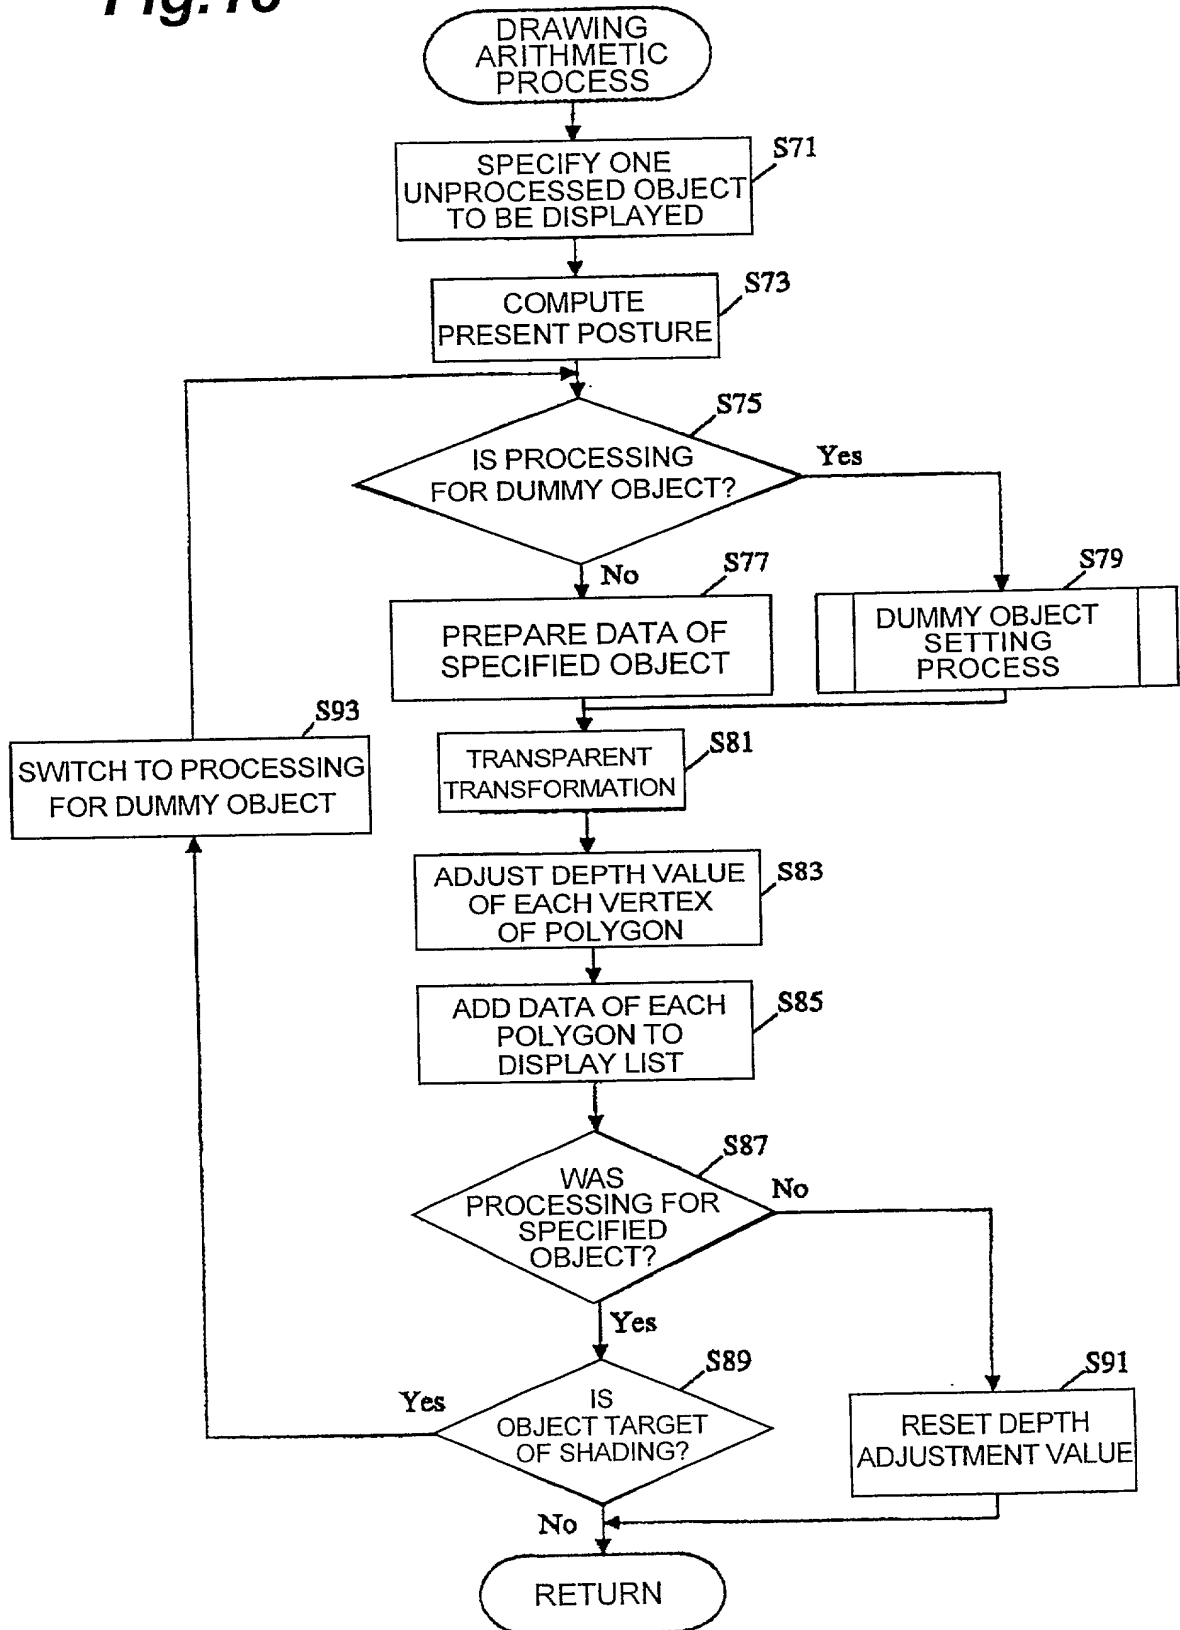 DRAWING
ARITHMETIC
PROCESS
S71
SPECIFY ONE
UNPROCESSED OBJECT
TO BE DISPLAYED
S73
COMPUTE
PRESENT POSTURE
S75
IS PROCESSING
FOR DUMMY OBJECT?
Yes
No
S77
PREPARE DATA OF
SPECIFIED OBJECT
S79
DUMMY OBJECT
SETTING
PROCESS
S93
SWITCH TO PROCESSING
FOR DUMMY OBJECT
S81
TRANSPARENT
TRANSFORMATION
S83
ADJUST DEPTH VALUE
OF EACH VERTEX
OF POLYGON
S85
ADD DATA OF EACH
POLYGON TO
DISPLAY LIST
S87
WAS
PROCESSING FOR
SPECIFIED
OBJECT?
No
Yes
S89
IS
OBJECT TARGET
OF SHADING?
Yes
S91
RESET DEPTH
ADJUSTMENT VALUE
No
RETURN